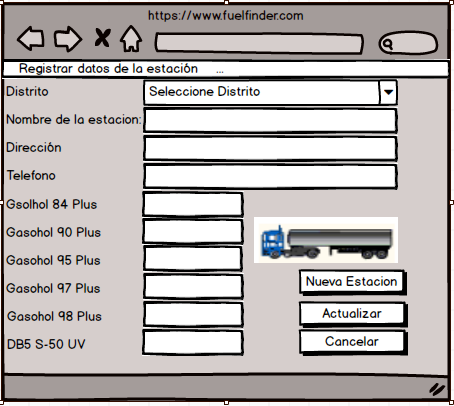 https://www.fuelfinder.com
Registrar datos de la estación ...
Distrito Seleccione Distrito
Nombre de la estacion:
Dirección
Telefono
Gsolhol 84 Plus
Gasohol 90 Plus
Gasohol 95 Plus
Gasohol 97 Plus
Nueva Estacion
Gasohol 98 Plus
Actualizar
DB5 S-50 UV
Cancelar